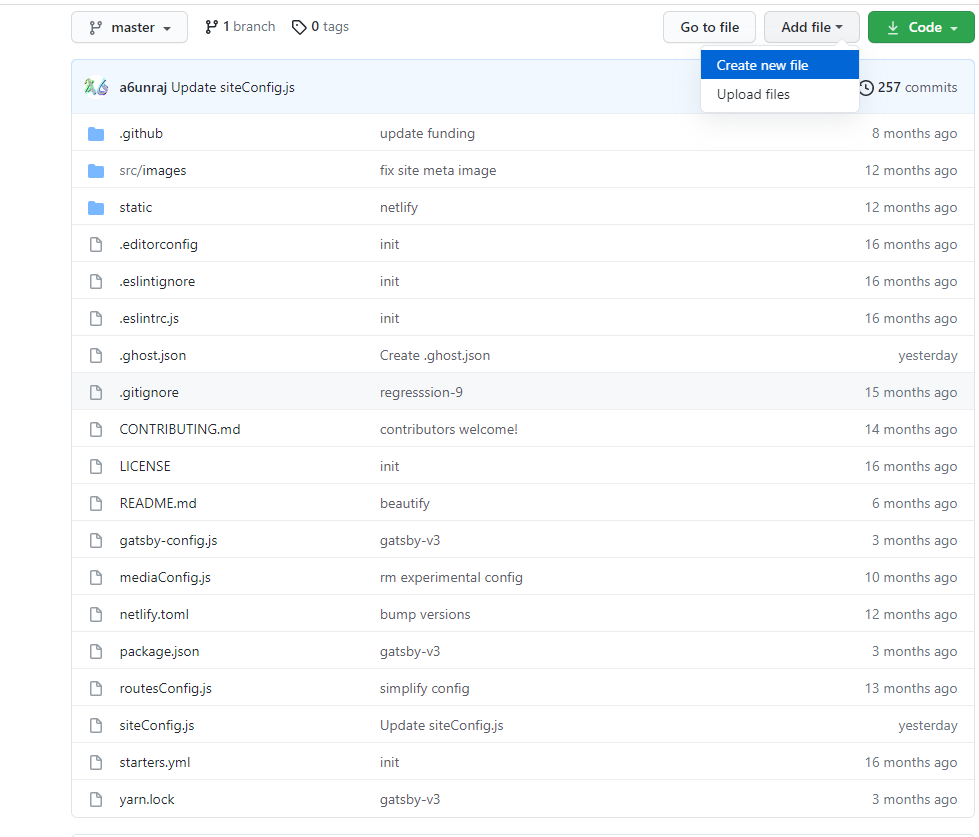 master 1 branch 0 tags Go to file Add file Code
Create new file
a6unraj Update siteConfig.js 257 commits
Upload files
.github update funding 8 months ago
src/images fix site meta image 12 months ago
static netlify 12 months ago
.editorconfig init 16 months ago
.eslintignore init 16 months ago
.eslintrc.js init 16 months ago
.ghost.json Create .ghost.json yesterday
.gitignore regresssion-9 15 months ago
CONTRIBUTING.md contributors welcome! 14 months ago
LICENSE init 16 months ago
README.md beautify 6 months ago
gatsby-config.js gatsby-v3 3 months ago
mediaConfig.js rm experimental config 10 months ago
netlify.toml bump versions 12 months ago
package.json gatsby-v3 3 months ago
routesConfig.js simplify config 13 months ago
siteConfig.js Update siteConfig.js yesterday
starters.yml init 16 months ago
yarn.lock gatsby-v3 3 months ago